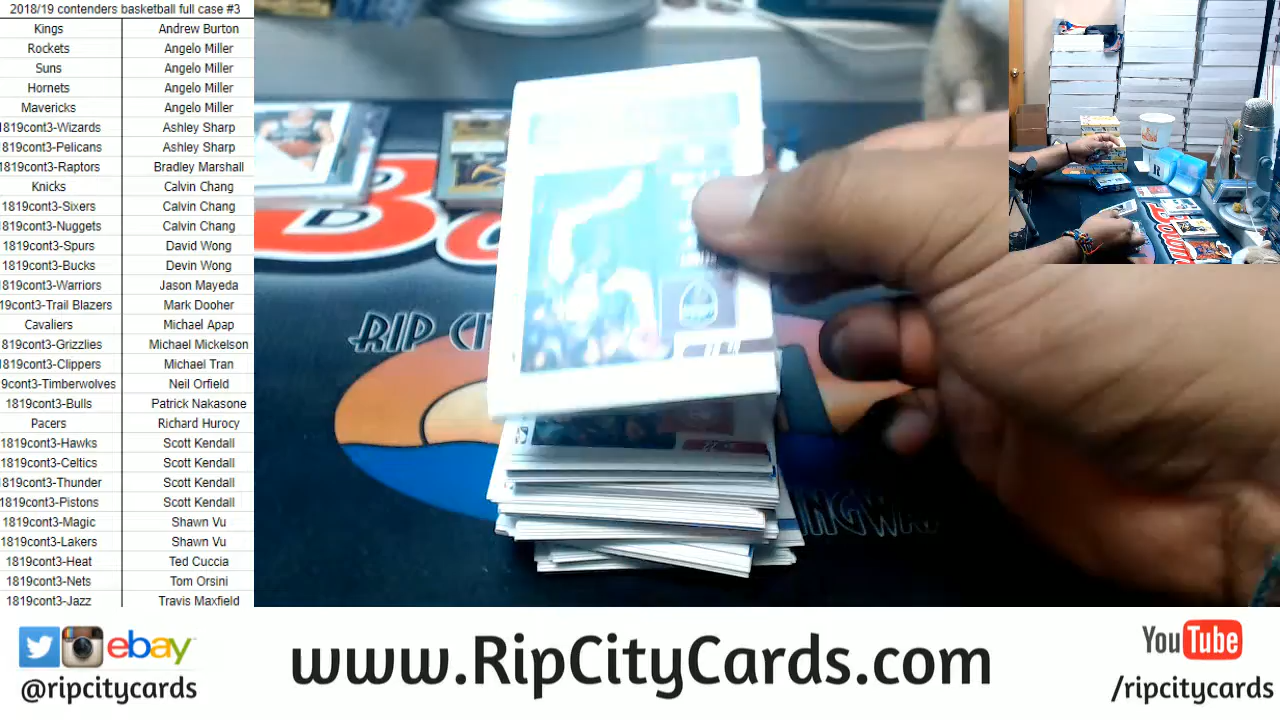 2018/19 contenders basketball full case #3
Kings Andrew Burton
Rockets Angelo Miller
Suns Angelo Miller
Hornets Angelo Miller
Mavericks Angelo Miller
1819cont3-Wizards Ashley Sharp
1819cont3-Pelicans Ashley Sharp
1819cont3-Raptors Bradley Marshall
Knicks Calvin Chang
1819cont3-Sixers Calvin Chang
1819cont3-Nuggets Calvin Chang
1819cont3-Spurs David Wong
1819cont3-Bucks Devin Wong
1819cont3-Warriors Jason Mayeda
19cont3-Trail Blazers Mark Dooher
Cavaliers Michael Apap
819cont3-Grizzlies Michael Mickelson
1819cont3-Clippers Michael Tran
9cont3-Timberwolves Neil Orfield
1819cont3-Bulls Patrick Nakasone
Pacers Richard Hurocy
1819cont3-Hawks Scott Kendall
1819cont3-Celtics Scott Kendall
1819cont3-Thunder Scott Kendall
1819cont3-Pistons Scott Kendall
1819cont3-Magic Shawn Vu
1819cont3-Lakers Shawn Vu
1819cont3-Heat Ted Cuccia
1819cont3-Nets Tom Orsini
1819cont3-Jazz Travis Maxfield
RIP CI
INGWA
ebay
@ripcitycards
www.RipCityCards.com
YouTube
/ripcitycards